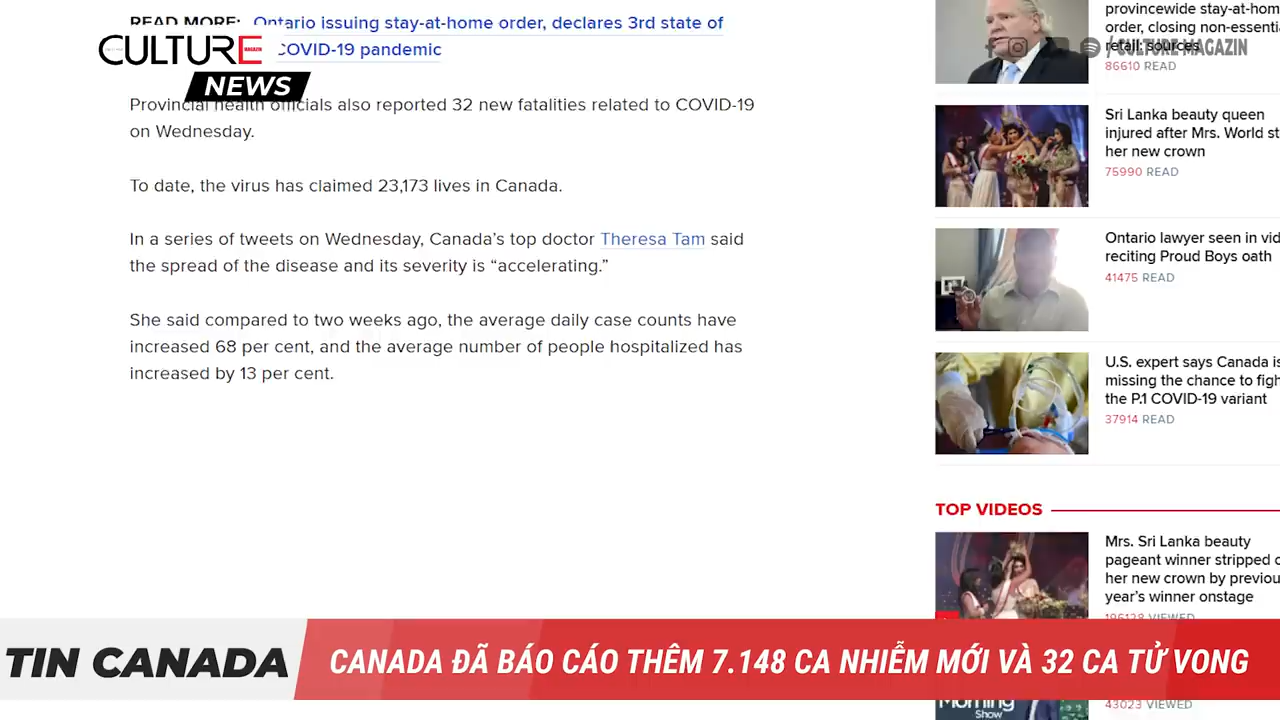 READ MORE: Ontario issuing stay-at-home order, declares 3rd state of
COVID-19 pandemic
CULTURE
MAGAZIN
NEWS
Provincial health officials also reported 32 new fatalities related to COVID-19
on Wednesday.
To date, the virus has claimed 23,173 lives in Canada.
In a series of tweets on Wednesday, Canada’s top doctor Theresa Tam said
the spread of the disease and its severity is “accelerating.”
She said compared to two weeks ago, the average daily case counts have
increased 68 per cent, and the average number of people hospitalized has
increased by 13 per cent.
provincewide stay-at-hom
order, closing non-essentia
retail: sources
/ CULTURE MAGAZIN
86610 READ
Sri Lanka beauty queen
injured after Mrs. World st
her new crown
75990 READ
Ontario lawyer seen in vid
reciting Proud Boys oath
41475 READ
U.S. expert says Canada is
missing the chance to figh
the P.1 COVID-19 variant
37914 READ
TOP VIDEOS
Mrs. Sri Lanka beauty
pageant winner stripped o
her new crown by previou
year’s winner onstage
196128 VIEWED
TIN CANADA
CANADA ĐÃ BÁO CÁO THÊM 7.148 CA NHIỄM MỚI VÀ 32 CA TỬ VONG
Morning
Show
43023 VIEWED